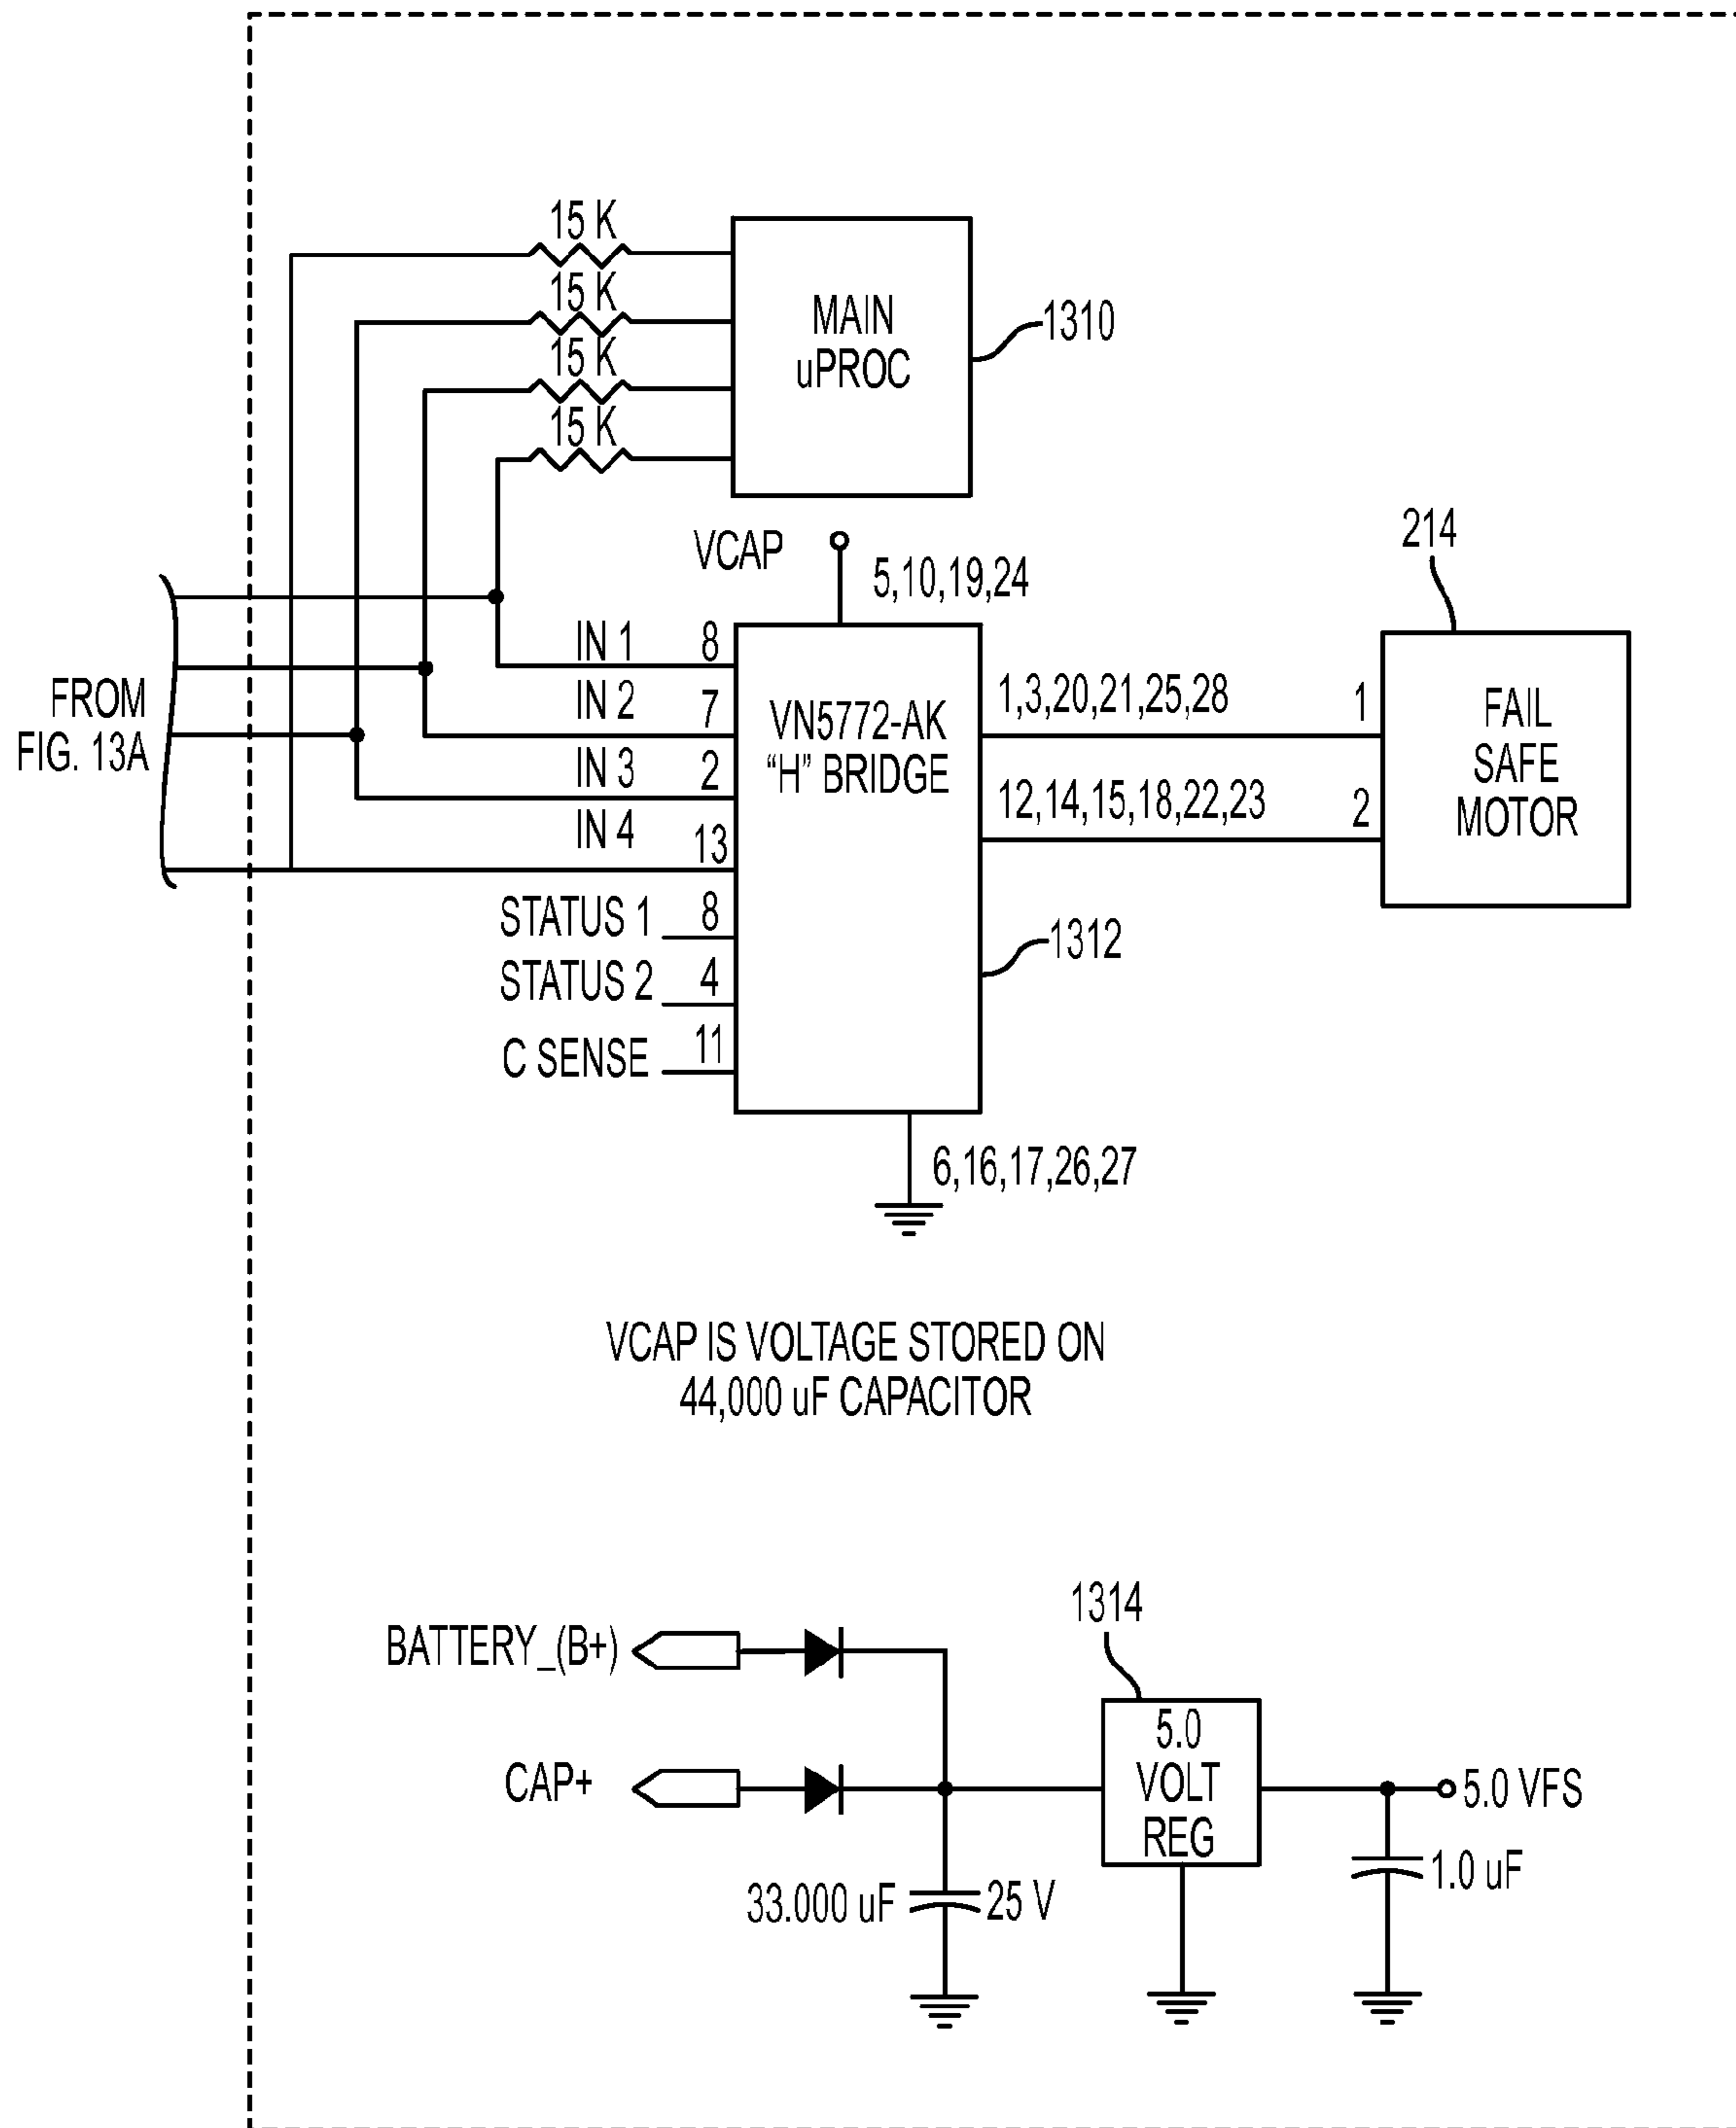 15 K
15 K
15 K
15 K
MAIN
uPROC
1310
VCAP
5,10,19,24
214
FROM
FIG. 13A
IN 1
8
IN 2
7
IN 3
2
IN 4
13
STATUS 1
8
STATUS 2
4
C SENSE
11
VN5772-AK
“H” BRIDGE
1,3,20,21,25,28
1
12,14,15,18,22,23
2
FAIL
SAFE
MOTOR
1312
6,16,17,26,27
VCAP IS VOLTAGE STORED ON
44,000 uF CAPACITOR
1314
BATTERY_(B+)
CAP+
5.0
VOLT
REG
5.0 VFS
33.000 uF
25 V
1.0 uF